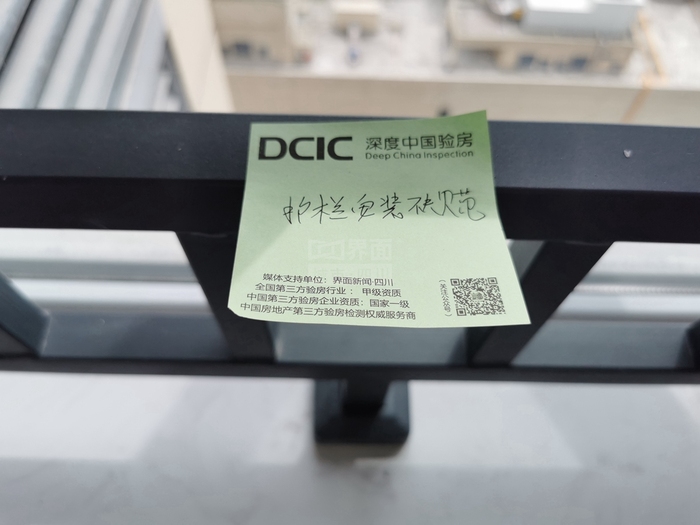 DCIC 深度中国验房
Deep China Inspection
护栏安装不规范
界面
媒体支持单位：界面新闻·四川
全国第三方验房行业：甲级资质
中国第三方验房企业资质：国家一级
中国房地产第三方验房检测权威服务商